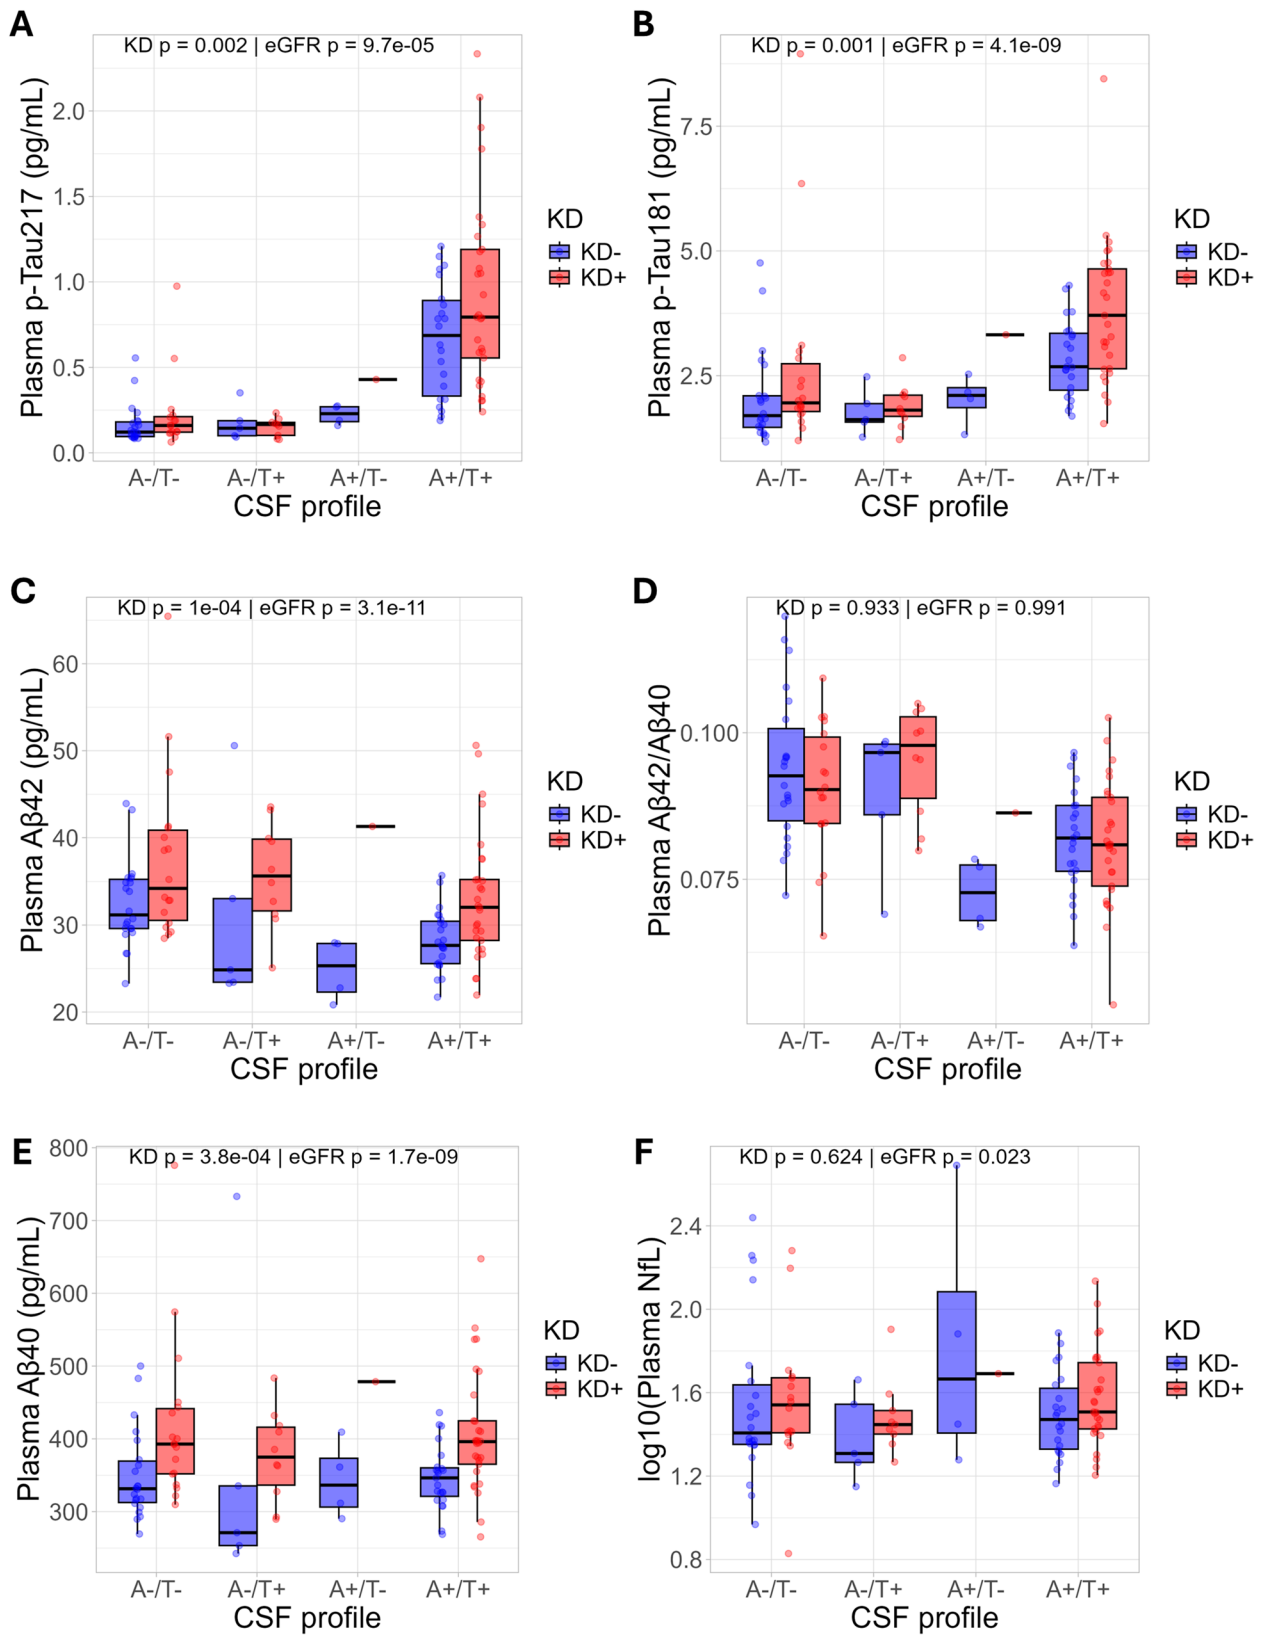 A
KD p = 0.002 | eGFR p = 9.7e-05
Plasma p-Tau217 (pg/mL)
2.0
1.5
1.0
0.5
0.0
A-/T- A-/T+ A+/T- A+/T+
CSF profile
KD
KD-
KD+
B
KD p = 0.001 | eGFR p = 4.1e-09
Plasma p-Tau181 (pg/mL)
7.5
5.0
2.5
A-/T- A-/T+ A+/T- A+/T+
CSF profile
KD
KD-
KD+
C
KD p = 1e-04 | eGFR p = 3.1e-11
Plasma Aβ42 (pg/mL)
60
50
40
30
20
A-/T- A-/T+ A+/T- A+/T+
CSF profile
KD
KD-
KD+
D
KD p = 0.933 | eGFR p = 0.991
Plasma Aβ42/Aβ40
0.100
0.075
A-/T- A-/T+ A+/T- A+/T+
CSF profile
KD
KD-
KD+
E
KD p = 3.8e-04 | eGFR p = 1.7e-09
Plasma Aβ40 (pg/mL)
800
700
600
500
400
300
A-/T- A-/T+ A+/T- A+/T+
CSF profile
KD
KD-
KD+
F
KD p = 0.624 | eGFR p = 0.023
log10(Plasma NfL)
2.4
2.0
1.6
1.2
0.8
A-/T- A-/T+ A+/T- A+/T+
CSF profile
KD
KD-
KD+